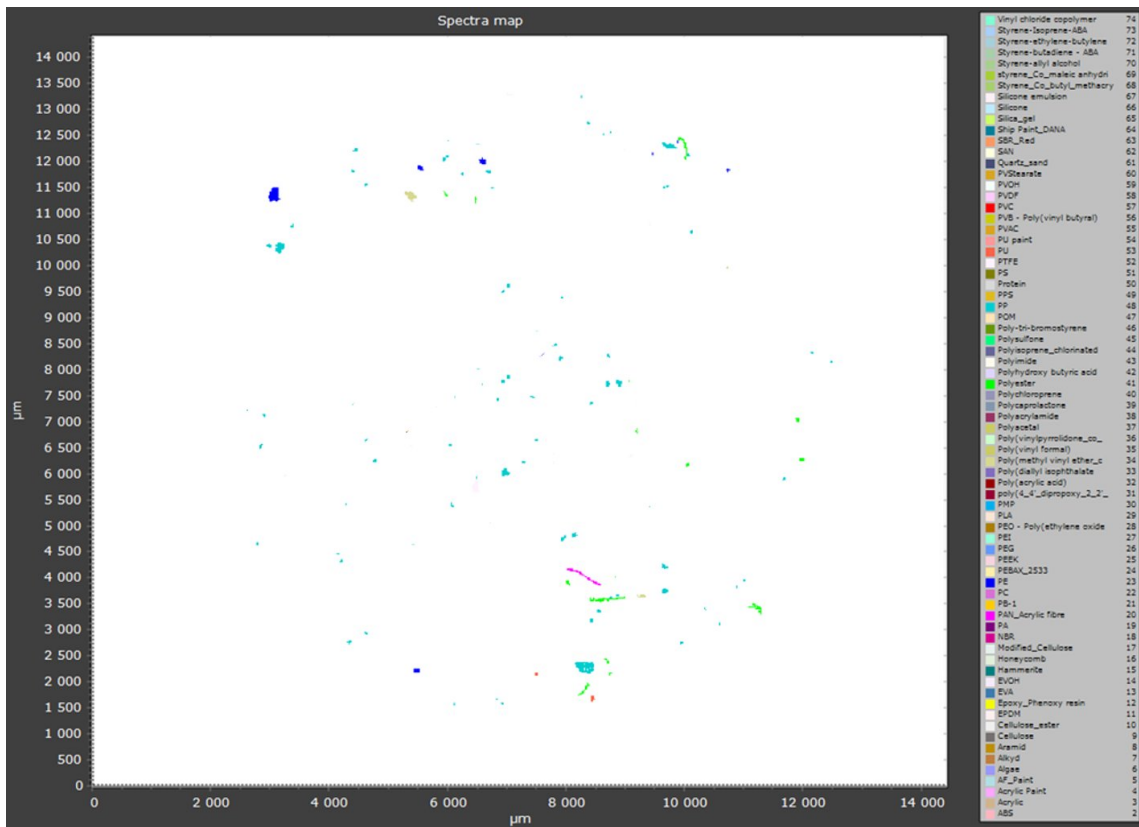 Spectra map
14 000
13 500
13 000
12 500
12 000
11 500
11 000
10 500
10 000
9 500
9 000
8 500
8 000
7 500
7 000
6 500
6 000
5 500
5 000
4 500
4 000
3 500
3 000
2 500
2 000
1 500
1 000
500
0
µm
0 2 000 4 000 6 000 8 000 10 000 12 000 14 000
µm
Vinyl chloride copolymer 74
Styrene-Isoprene-ABA 73
Styrene-ethylene-butylene 72
Styrene-butadiene - ABA 71
Styrene-allyl alcohol 70
styrene_Co_maleic anhydri 69
Styrene_Co_butyl_methacry 68
Silicone emulsion 67
Silicone 66
Silica_gel 65
Ship Paint_DANA 64
SBR_Red 63
SAN 62
Quartz_sand 61
PVStearate 60
PVOH 59
PVDF 58
PVC 57
PVB - Poly(vinyl butyral) 56
PVAC 55
PU paint 54
PU 53
PTFE 52
PS 51
Protein 50
PPS 49
PP 48
POM 47
Poly-tri-bromostyrene 46
Polysulfone 45
Polyisoprene_chlorinated 44
Polyimide 43
Polyhydroxy butyric acid 42
Polyester 41
Polychloroprene 40
Polycaprolactone 39
Polyacrylamide 38
Polyacetal 37
Poly(vinylpyrrolidone_co_ 36
Poly(vinyl formal) 35
Poly(methyl vinyl ether_c 34
Poly(diallyl isophthalate 33
Poly(acrylic acid) 32
poly(4_4'_dipropoxy_2_2'_ 31
PMP 30
PLA 29
PEO - Poly(ethylene oxide 28
PEI 27
PEG 26
PEEK 25
PEBAX_2533 24
PE 23
PC 22
PB-1 21
PAN_Acrylic fibre 20
PA 19
NBR 18
Modified_Cellulose 17
Honeycomb 16
Hammerite 15
EVOH 14
EVA 13
Epoxy_Phenoxy resin 12
EPDM 11
Cellulose_ester 10
Cellulose 9
Aramid 8
Alkyd 7
Algae 6
AF_Paint 5
Acrylic Paint 4
Acrylic 3
ABS 2